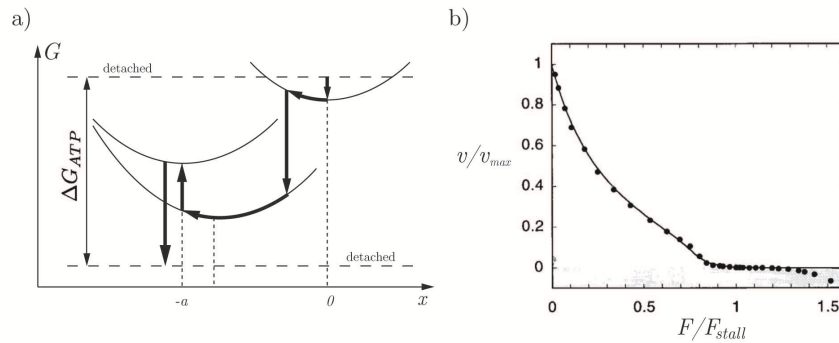 a)
G
detached
ΔG_ATP
detached
-a
0
x
b)
1
0.8
0.6
0.4
0.2
0
v/v_max
0
0.5
1.0
1.5
F/F_stall